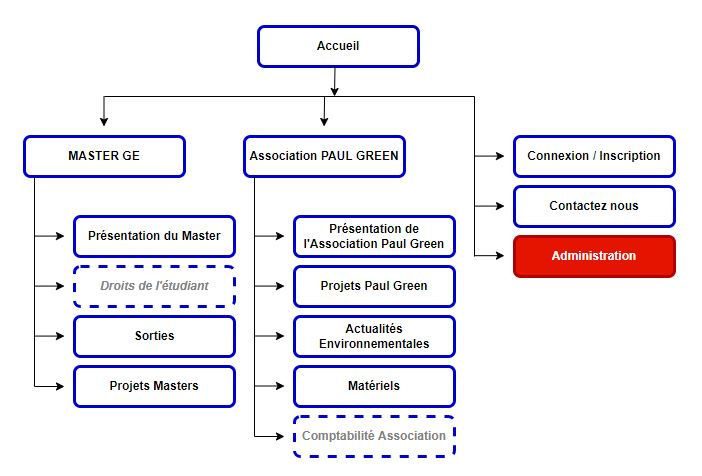 Accueil
MASTER GE
Présentation du Master
Droits de l'étudiant
Sorties
Projets Masters
Association PAUL GREEN
Présentation de
l'Association Paul Green
Projets Paul Green
Actualités
Environnementales
Matériels
Comptabilité Association
Connexion / Inscription
Contactez nous
Administration